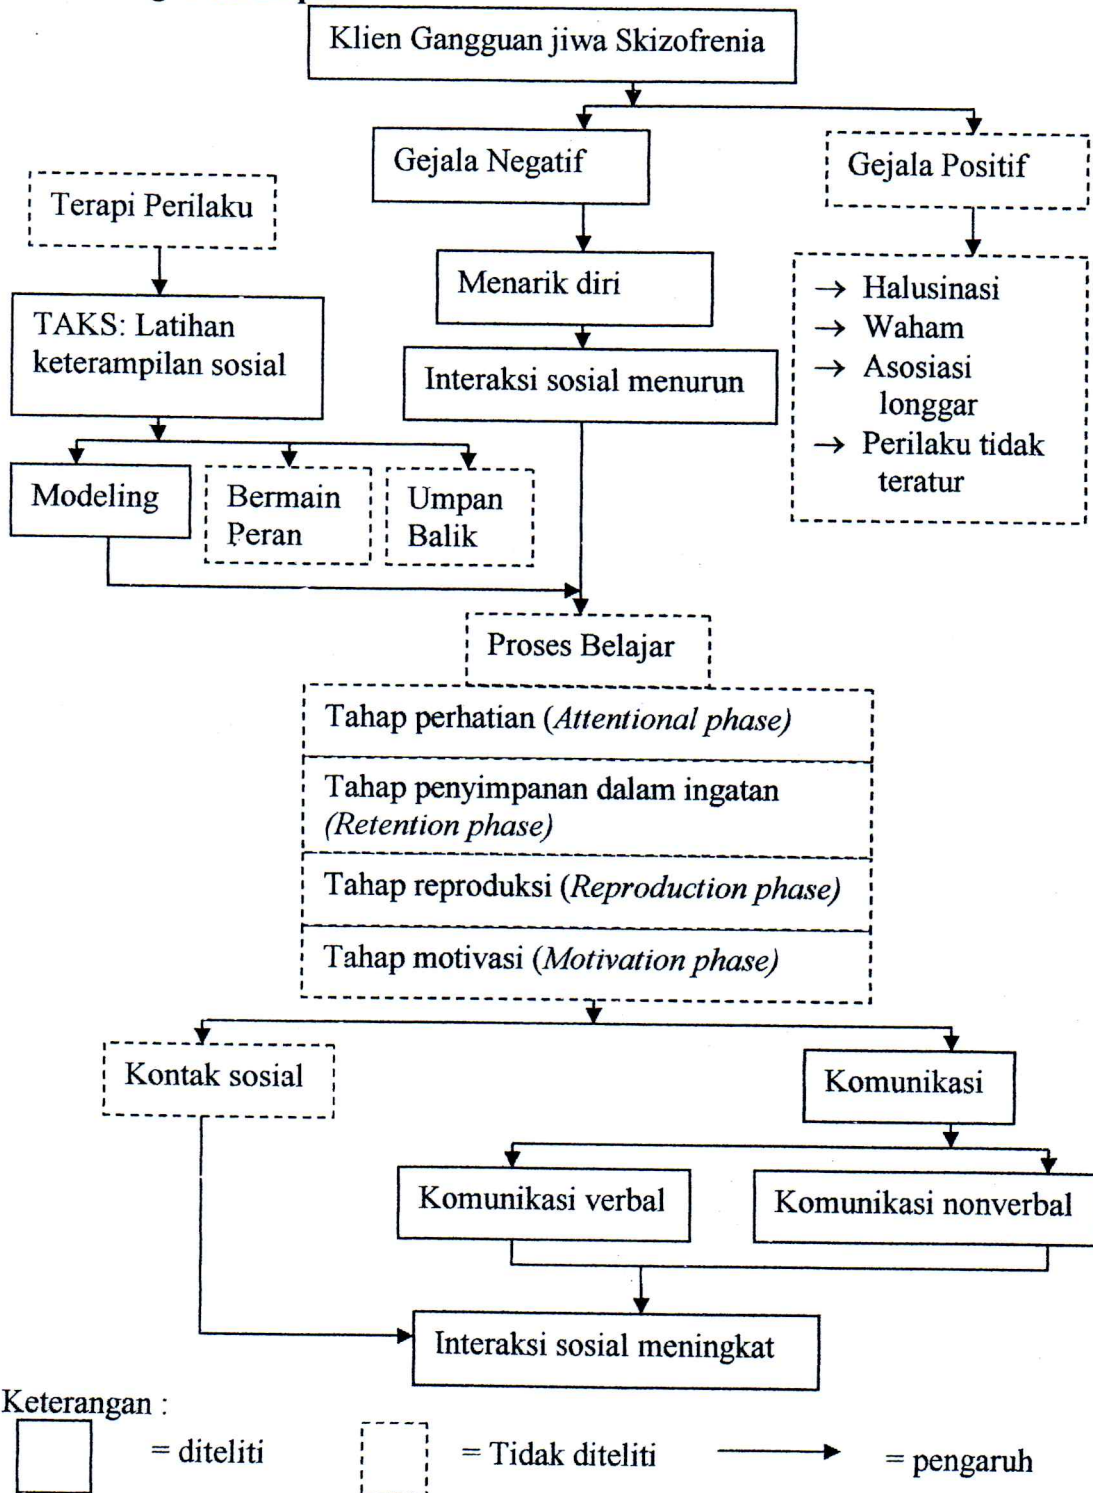 Klien Gangguan jiwa Skizofrenia
Gejala Negatif
Gejala Positif
Terapi Perilaku
Menarik diri
→ Halusinasi
→ Waham
→ Asosiasi
longgar
→ Perilaku tidak
teratur
TAKS: Latihan
keterampilan sosial
Interaksi sosial menurun
Modeling
Bermain
Peran
Umpan
Balik
Proses Belajar
Tahap perhatian (Attentional phase)
Tahap penyimpanan dalam ingatan
(Retention phase)
Tahap reproduksi (Reproduction phase)
Tahap motivasi (Motivation phase)
Kontak sosial
Komunikasi
Komunikasi verbal
Komunikasi nonverbal
Interaksi sosial meningkat
Keterangan :
= diteliti
= Tidak diteliti
= pengaruh